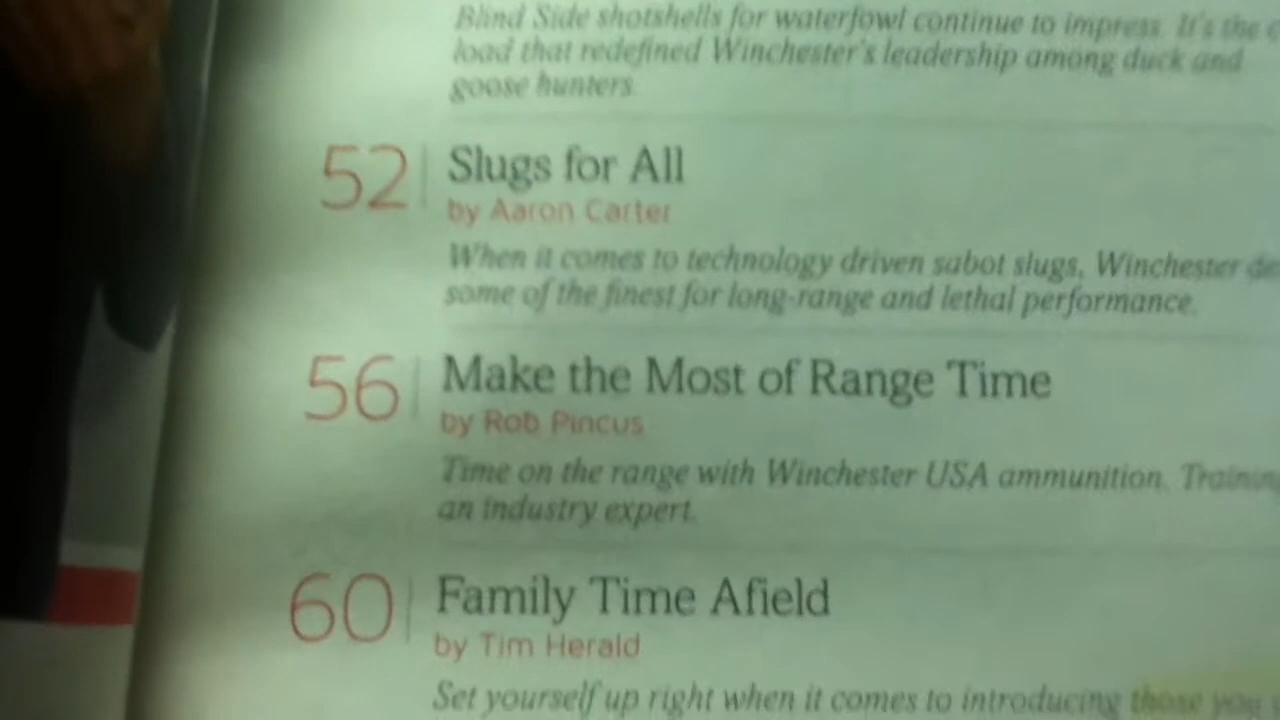 Blind Side shotshells for waterfowl continue to impress. It's the
load that redefined Winchester's leadership among duck and
goose hunters.
52 Slugs for All
by Aaron Carter
When it comes to technology driven sabot slugs, Winchester
some of the finest for long-range and lethal performance.
56 Make the Most of Range Time
by Rob Pincus
Time on the range with Winchester USA ammunition. Training
an industry expert.
60 Family Time Afield
by Tim Herald
Set yourself up right when it comes to introducing those you